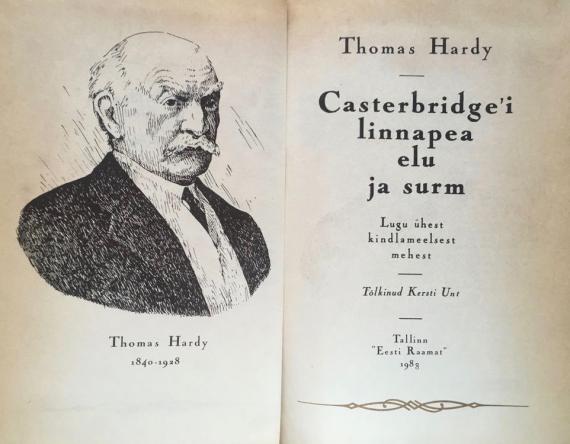 Thomas Hardy
1840-1928
Thomas Hardy
Casterbridge'i
linnapea
elu
ja surm
Lugu ühest
kindlameelsest
mehest
Tõlkinud Kersti Unt
Tallinn
"Eesti Raamat"